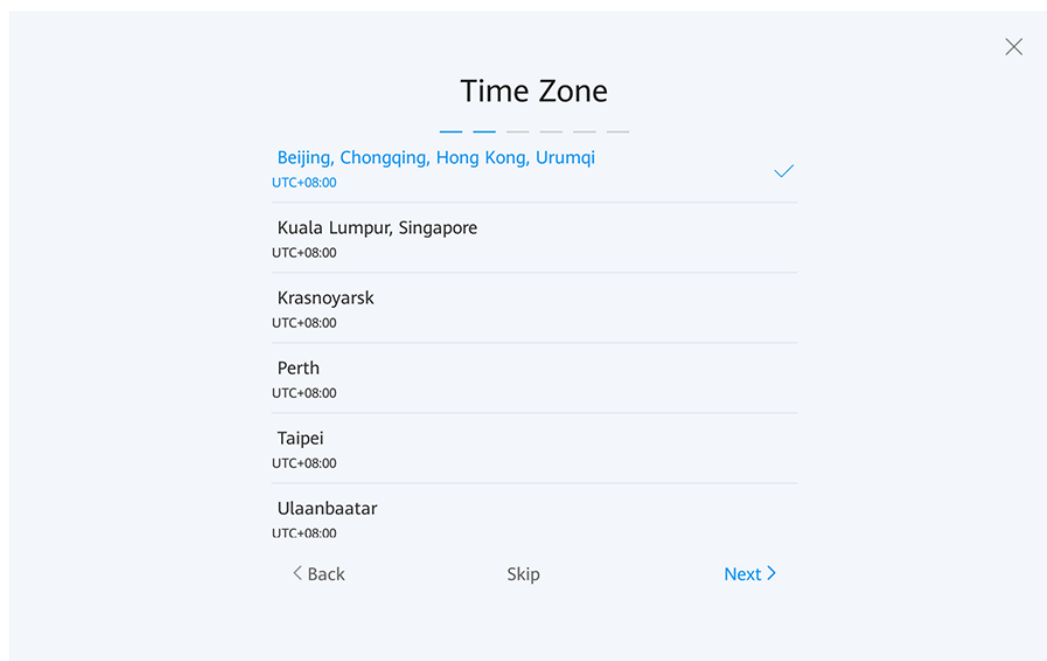 Time Zone
Beijing, Chongqing, Hong Kong, Urumqi
UTC+08:00
Kuala Lumpur, Singapore
UTC+08:00
Krasnoyarsk
UTC+08:00
Perth
UTC+08:00
Taipei
UTC+08:00
Ulaanbaatar
UTC+08:00
Back
Skip
Next